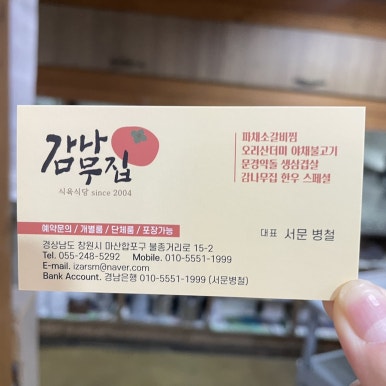 감나무집
식육식당 since 2004
파채소갈비찜
오리산더미 야채불고기
문경약돌 생삼겹살
감나무집 한우 스페셜
대표 서문 병철
예약문의 / 개별룸 / 단체품 / 포장가능
경상남도 창원시 마산합포구 불종거리로 15-2
Tel. 055-248-5292 Mobile. 010-5551-1999
E-mail. izarsm@naver.com
Bank Account. 경남은행 010-5551-1999 (서문병철)